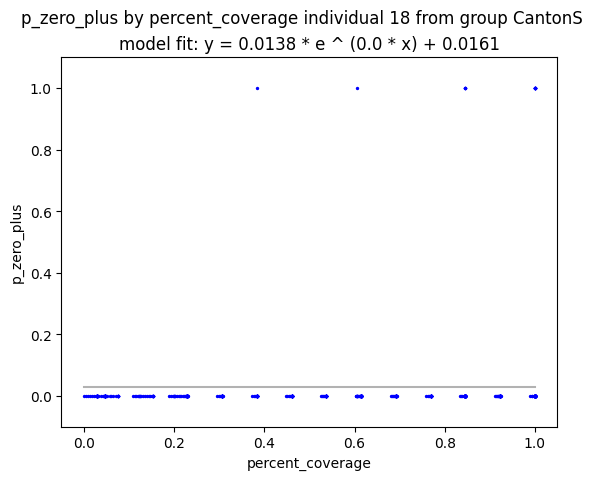 p_zero_plus by percent_coverage individual 18 from group CantonS
model fit: y = 0.0138 * e ^ (0.0 * x) + 0.0161
1.0
0.8
0.6
0.4
0.2
0.0
p_zero_plus
0.0 0.2 0.4 0.6 0.8 1.0
percent_coverage